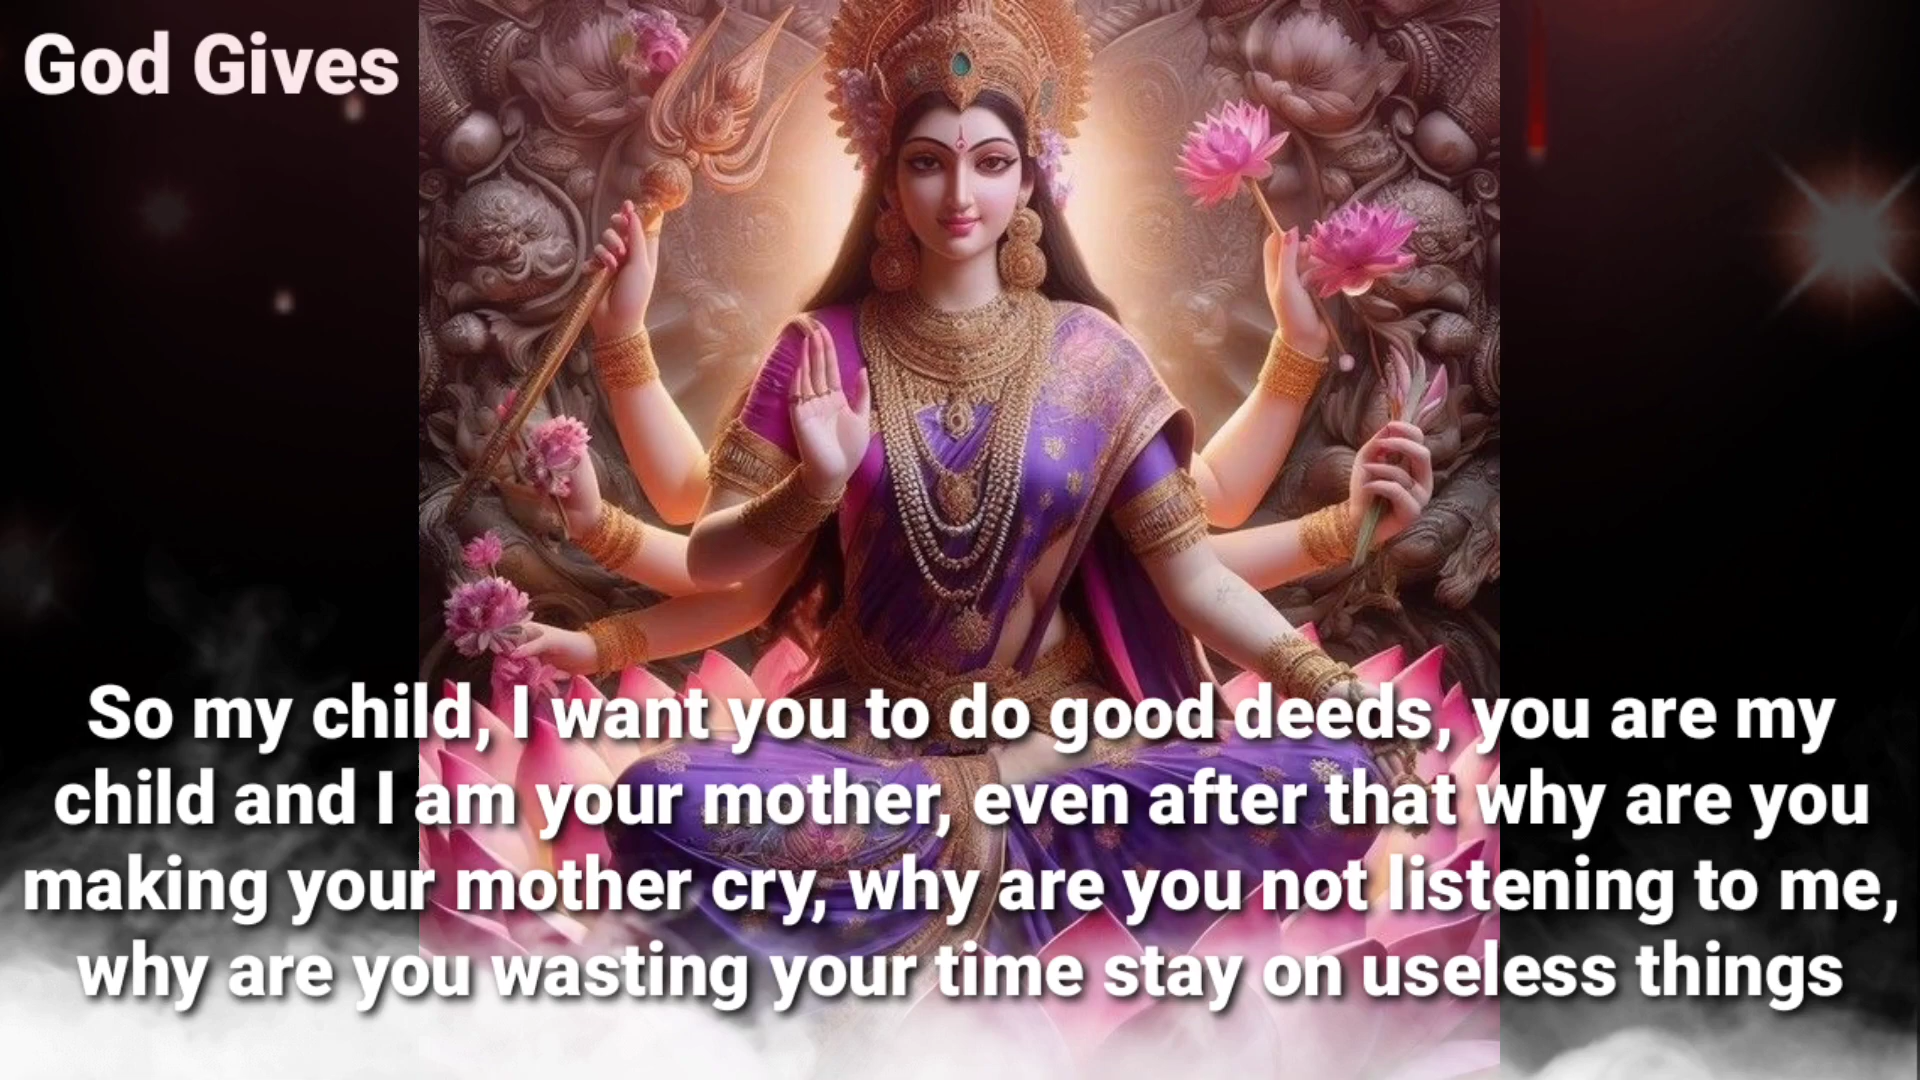 God Gives
So my child, I want you to do good deeds, you are my
child and I am your mother, even after that why are you
making your mother cry, why are you not listening to me,
why are you wasting your time stay on useless things